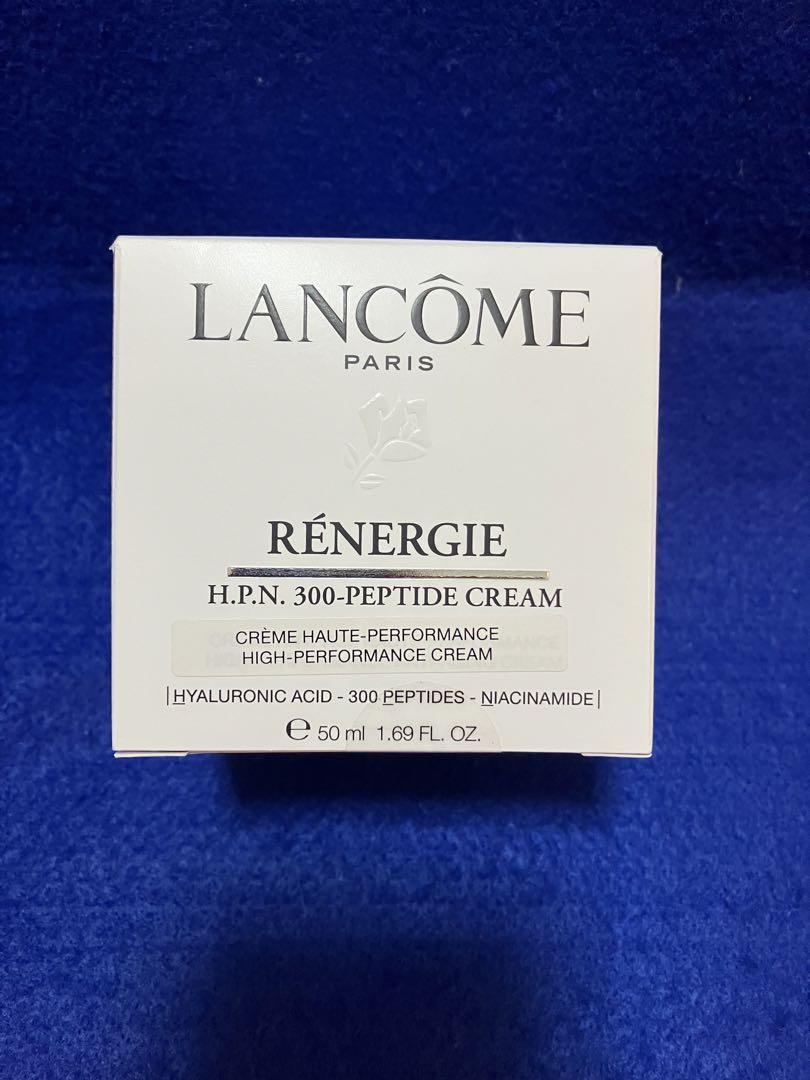 LANCÔME
PARIS
RÉNERGIE
H.P.N. 300-PEPTIDE CREAM
CRÈME HAUTE-PERFORMANCE
HIGH-PERFORMANCE CREAM
|HYALURONIC ACID - 300 PEPTIDES - NIACINAMIDE|
℮ 50 ml 1.69 FL. OZ.